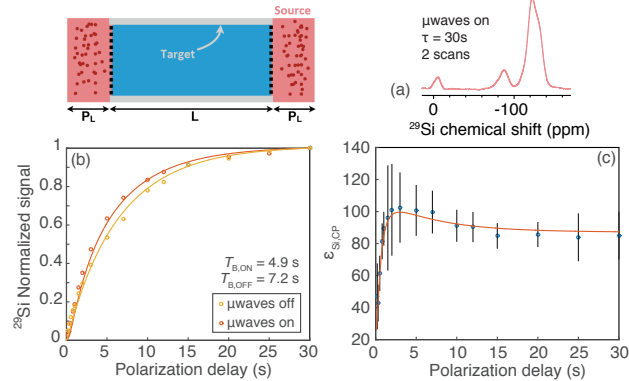 Source
Target
P_L
L
P_L
μwaves on
τ = 30s
2 scans
(a)
0
-100
²⁹Si chemical shift (ppm)
(b)
1
0.8
0.6
0.4
0.2
0
²⁹Si Normalized signal
T_B,ON = 4.9 s
T_B,OFF = 7.2 s
μwaves off
μwaves on
0 5 10 15 20 25 30
Polarization delay (s)
(c)
140
120
100
80
60
40
20
ε_Si,CP
0 5 10 15 20 25 30
Polarization delay (s)